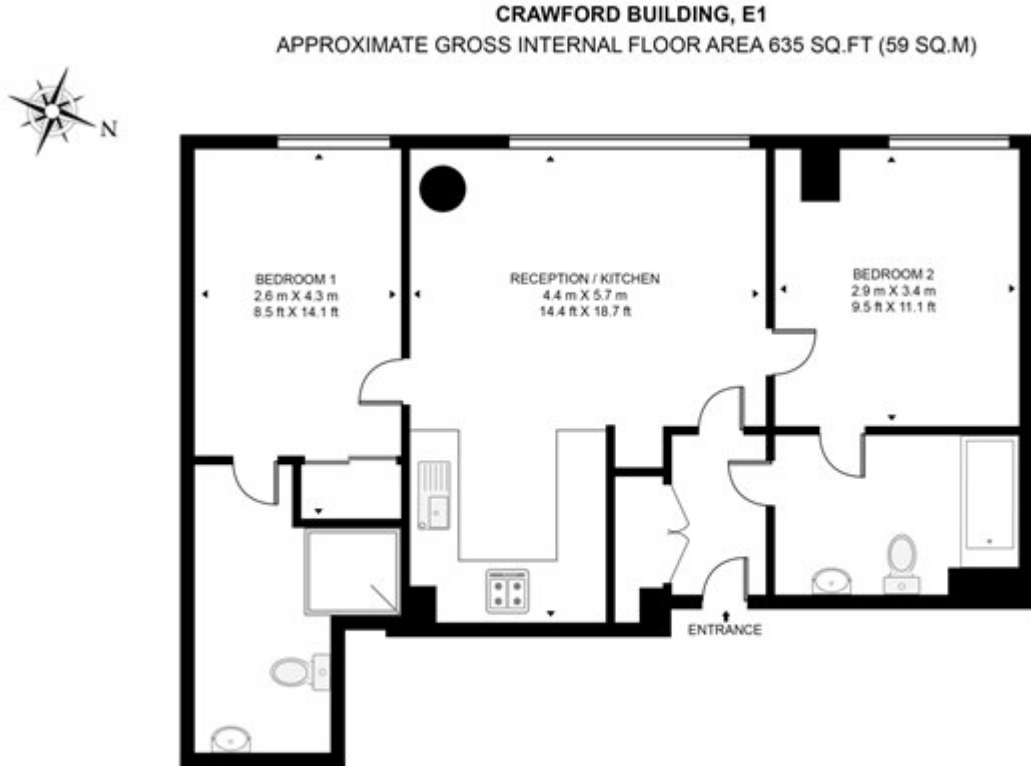 CRAWFORD BUILDING, E1
APPROXIMATE GROSS INTERNAL FLOOR AREA 635 SQ.FT (59 SQ.M)
N
BEDROOM 1
2.6 m X 4.3 m
8.5 ft X 14.1 ft
RECEPTION / KITCHEN
4.4 m X 5.7 m
14.4 ft X 18.7 ft
BEDROOM 2
2.9 m X 3.4 m
9.5 ft X 11.1 ft
ENTRANCE